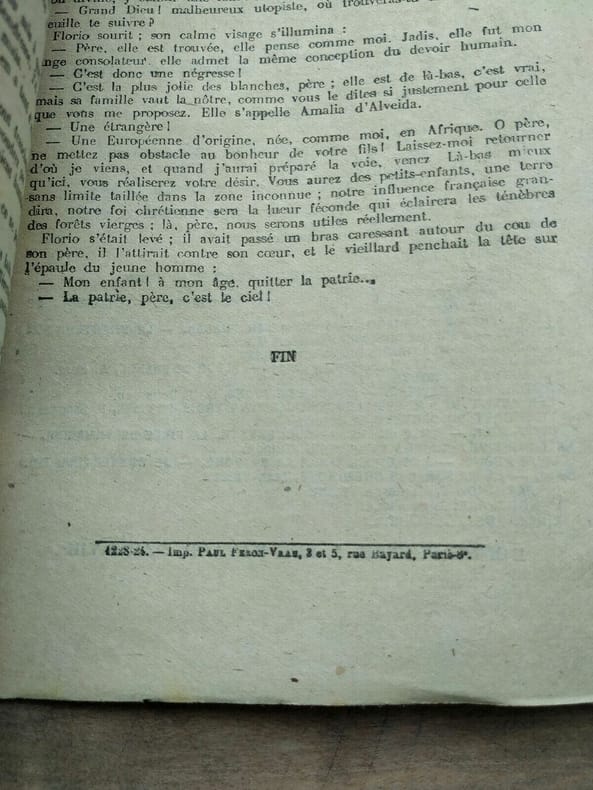 — Grand Dieu! malheureux utopiste, où trouveras-tu
euille te suivre?
Florio sourit; son calme visage s'illumina :
— Père, elle est trouvée, elle pense comme moi. Jadis, elle fut mon
nge consolateur, elle admet la même conception du devoir humain.
— C'est donc une négresse!
— C'est la plus jolie des blanches, père; elle est de là-bas, c'est vrai,
mais sa famille vaut la nôtre, comme vous le dites si justement pour celle
que vous me proposez. Elle s'appelle Amalia d'Alveida.
— Une étrangère!
— Une Européenne d'origine, née, comme moi, en Afrique. O père,
ne mettez pas obstacle au bonheur de votre fils! Laissez-moi retourner
d'où je viens, et quand j'aurai préparé la voie, venez. Là-bas mieux
qu'ici, vous réaliserez votre désir. Vous aurez des petits-enfants, une terre
sans limite taillée dans la zone inconnue; notre influence française gran-
dira, notre foi chrétienne sera la lueur féconde qui éclairera les ténèbres
des forêts vierges; là, père, nous serons utiles réellement.
Florio s'était levé; il avait passé un bras caressant autour du cou de
son père, il l'attirait contre son cœur, et le vieillard penchait la tête sur
l'épaule du jeune homme :
— Mon enfant! à mon âge, quitter la patrie...
— La patrie, père, c'est le ciel!
FIN
1228-24. — Imp. PAUL FERON-VRAU, 3 et 5, rue Bayard, Paris-8e.